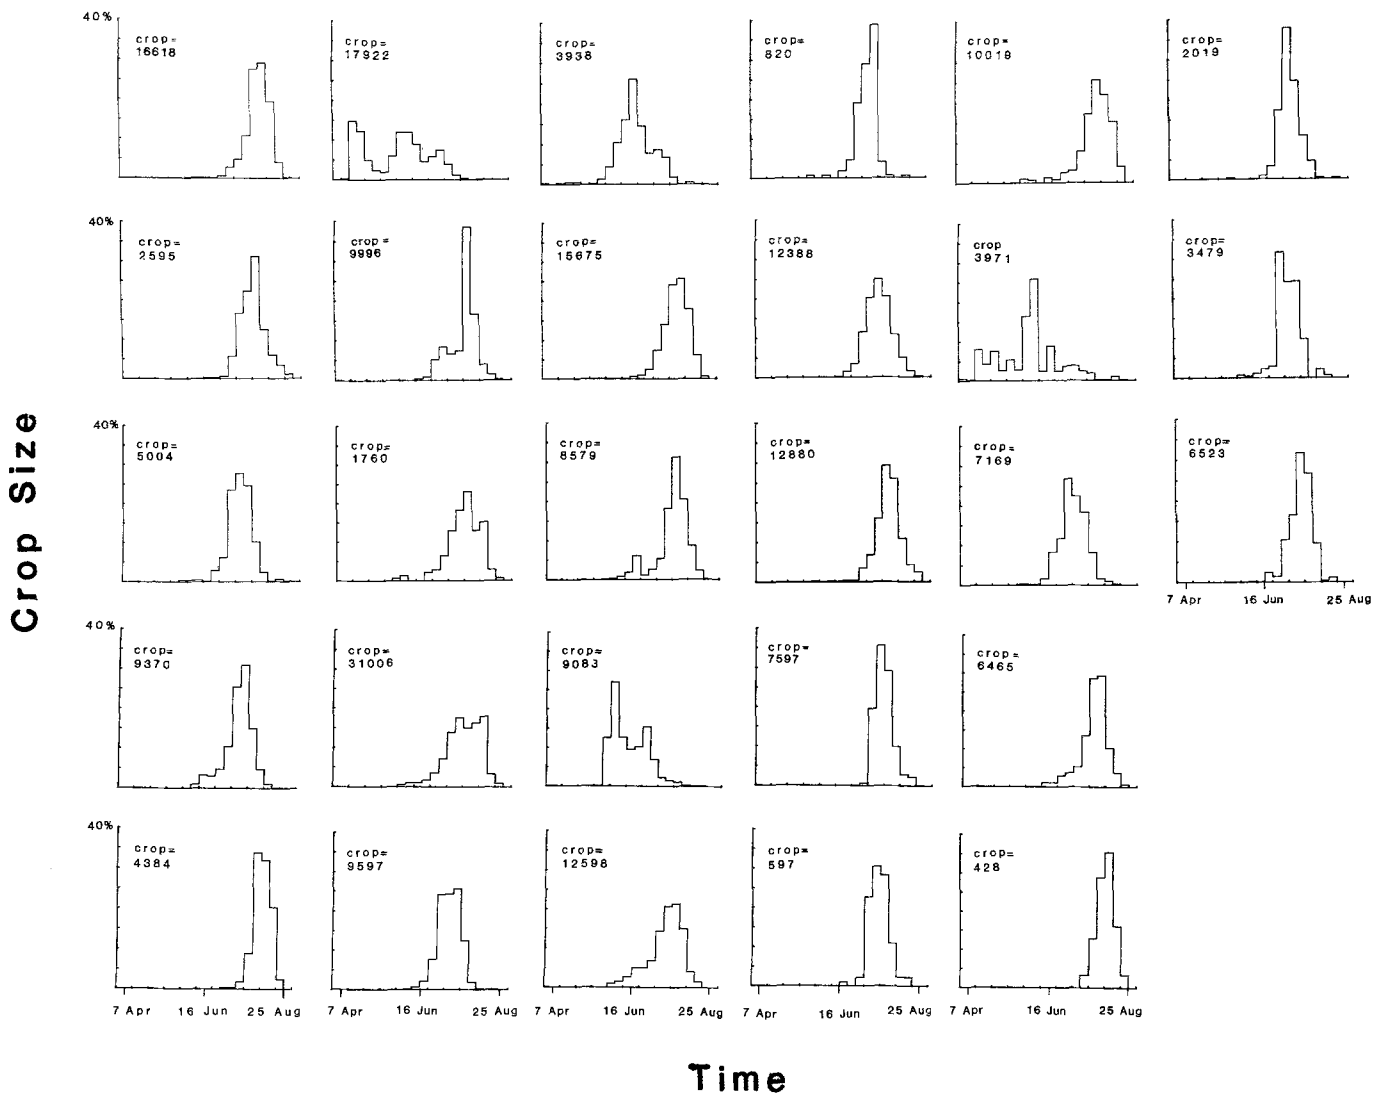 40%
crop=
16618
crop=
17922
crop=
3938
crop=
820
crop=
10018
crop=
2019
40%
crop=
2595
crop=
9996
crop=
15675
crop=
12388
crop
3971
crop=
3479
40%
crop=
5004
crop=
1760
crop=
8579
crop=
12880
crop=
7169
crop=
6523
7 Apr 16 Jun 25 Aug
40%
crop=
9370
crop=
31006
crop=
9083
crop=
7597
crop=
6465
40%
crop=
4384
crop=
9597
crop=
12598
crop=
597
crop=
428
7 Apr 16 Jun 25 Aug
7 Apr 16 Jun 25 Aug
7 Apr 16 Jun 25 Aug
7 Apr 16 Jun 25 Aug
7 Apr 16 Jun 25 Aug
Crop Size
Time